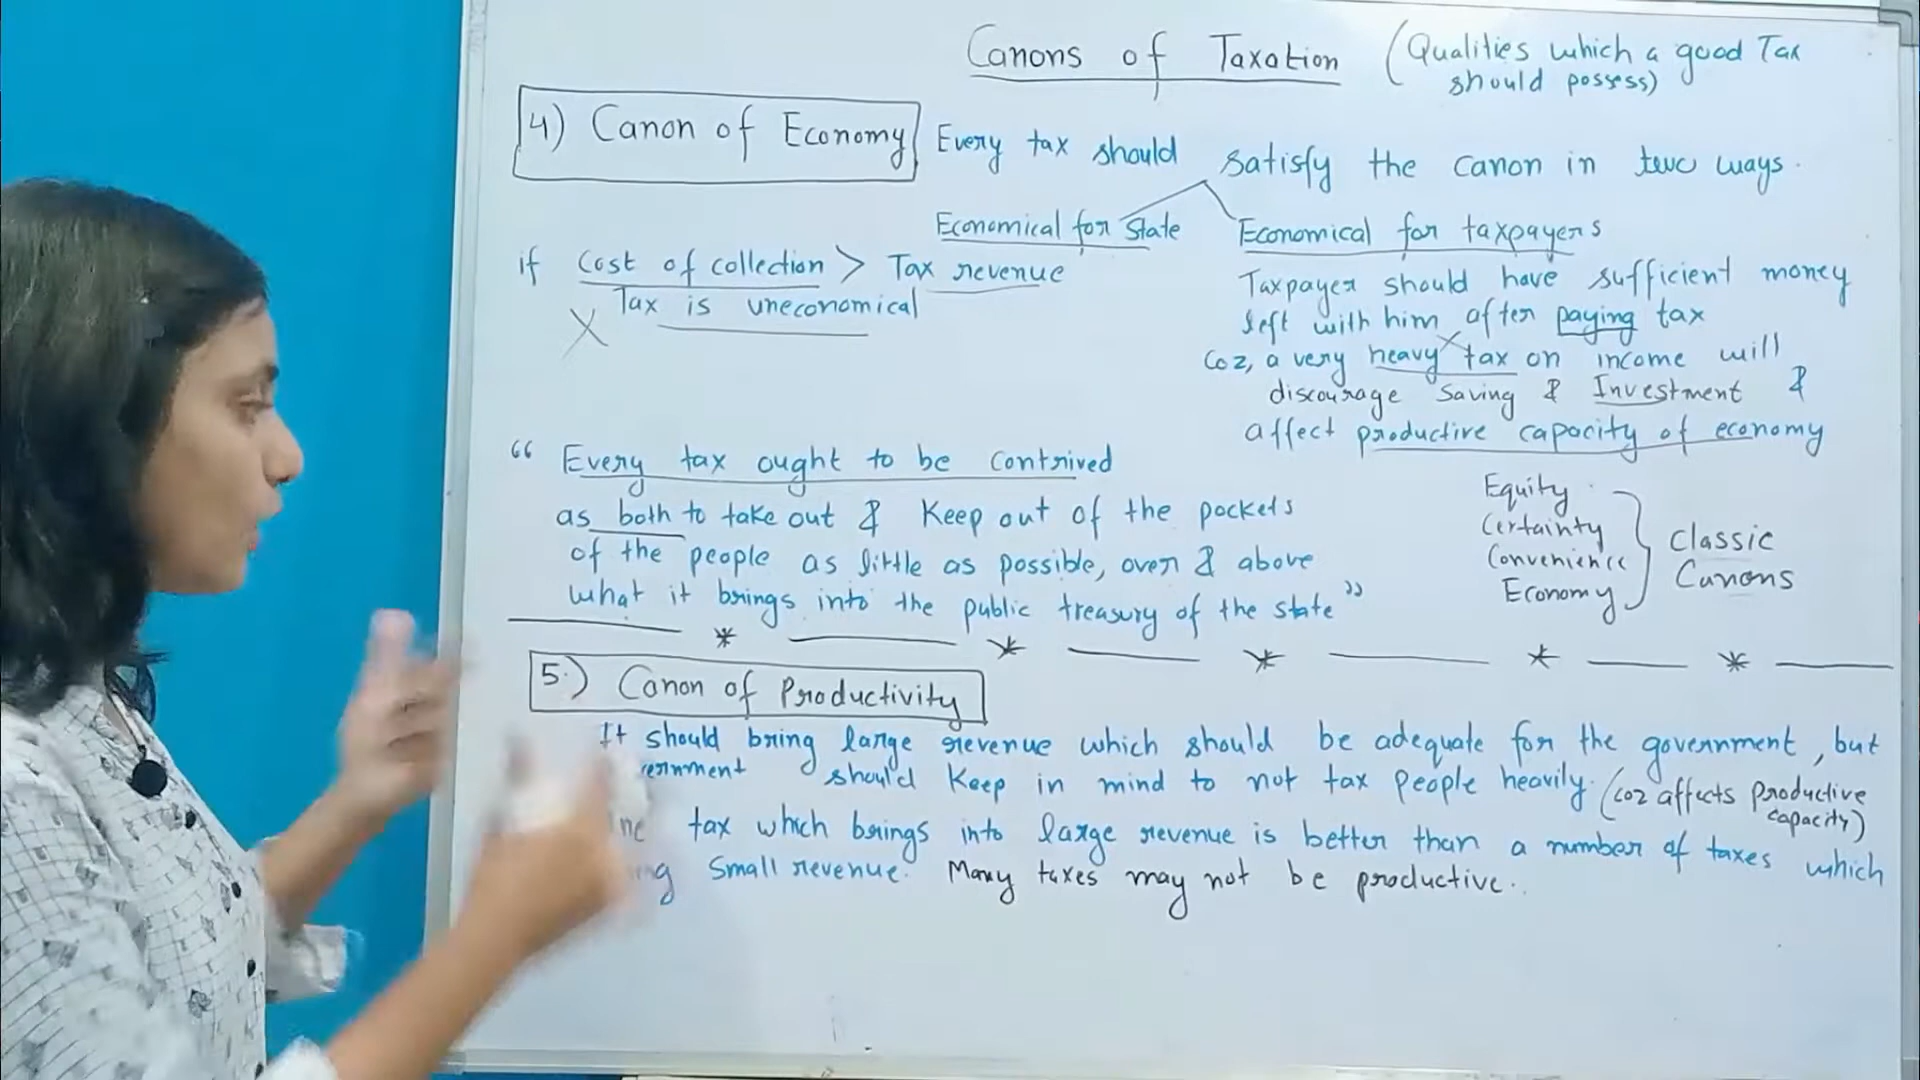 Canons of Taxation (Qualities which a good Tax
should possess)
4) Canon of Economy
Every tax should satisfy the canon in two ways.
Economical for State
if cost of collection > Tax revenue
Tax is uneconomical
X
Economical for taxpayers
Taxpayer should have sufficient money
left with him after paying tax
Coz, a very heavy tax on income will
discourage Saving & Investment &
affect productive capacity of economy
“ Every tax ought to be contrived
as both to take out & Keep out of the pockets
of the people as little as possible, over & above
what it brings into the public treasury of the state ”
Equity
Certainty
Convenience
Economy
Classic
Canons
5.) Canon of Productivity
It should bring large revenue which should be adequate for the government, but
should keep in mind to not tax people heavily. (coz affects productive
capacity)
tax which brings into large revenue is better than a number of taxes which
small revenue. Many taxes may not be productive.